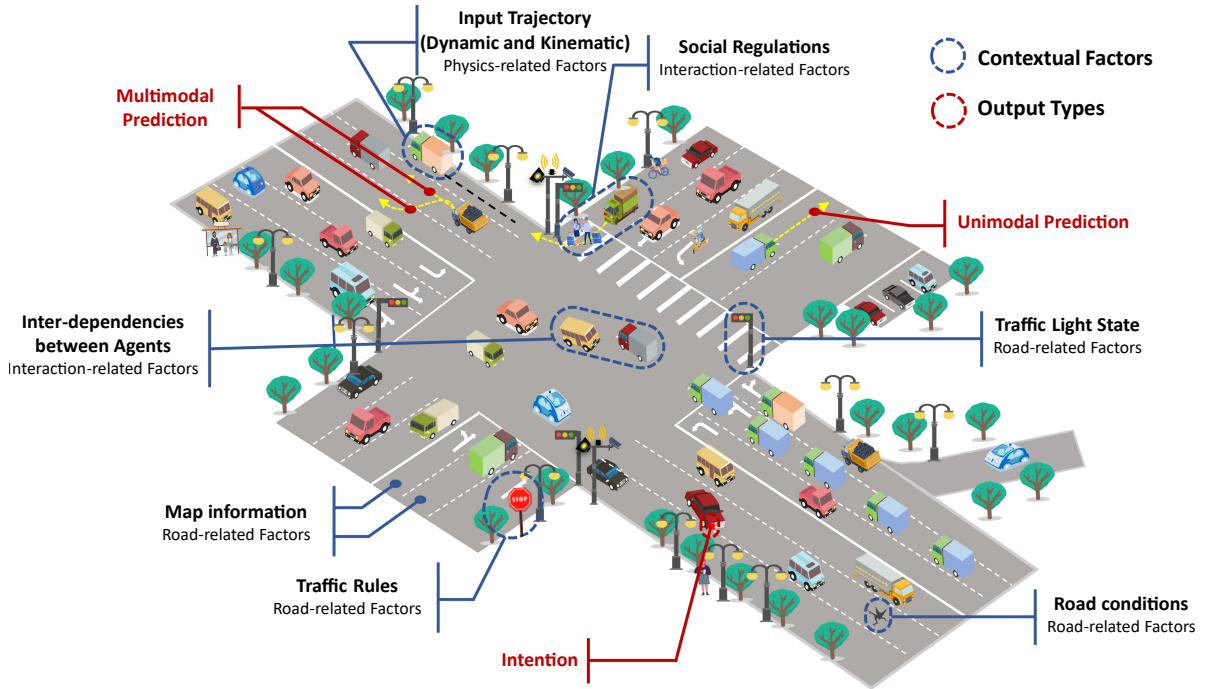 Input Trajectory
(Dynamic and Kinematic)
Physics-related Factors
Social Regulations
Interaction-related Factors
Contextual Factors
Output Types
Multimodal
Prediction
Unimodal Prediction
Inter-dependencies
between Agents
Interaction-related Factors
Traffic Light State
Road-related Factors
Map information
Road-related Factors
STOP
Traffic Rules
Road-related Factors
Road conditions
Road-related Factors
Intention